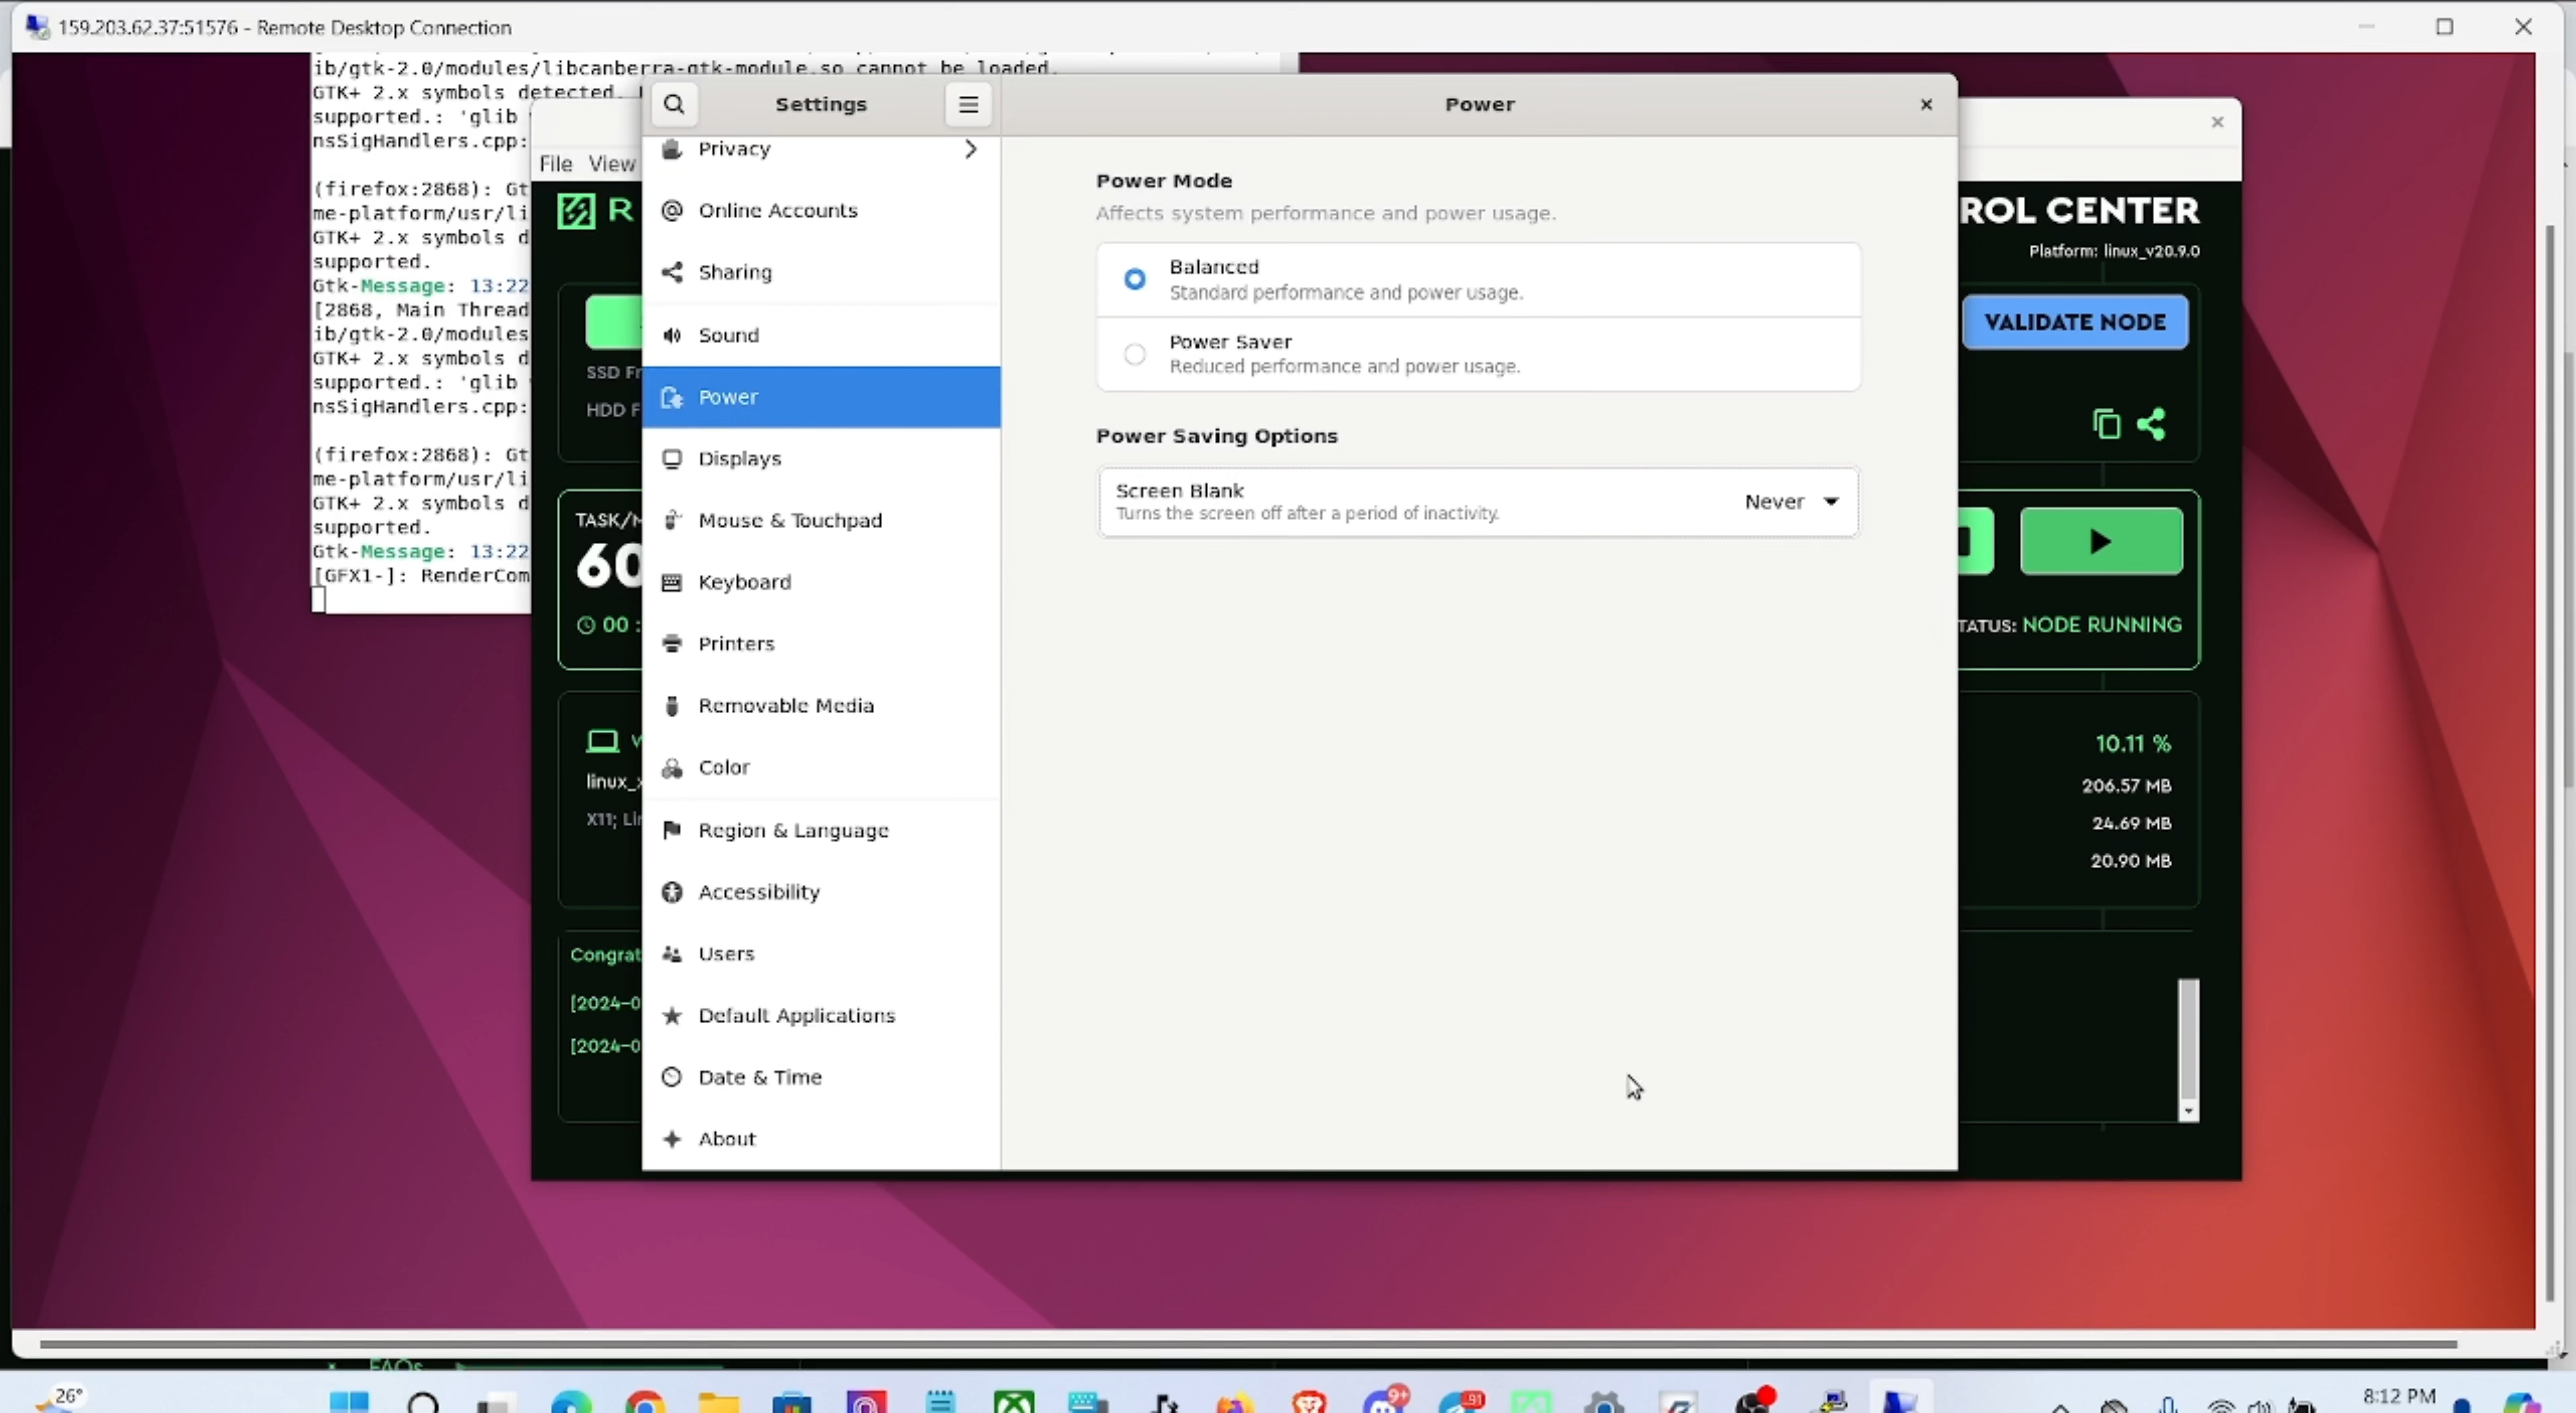 159.203.62.37:51576 - Remote Desktop Connection
ib/gtk-2.0/modules/libcanberra-gtk-module.so cannot be loaded.
GTK+ 2.x symbols detected.
supported.: 'glib
nsSigHandlers.cpp:
(firefox:2868): Gt
me-platform/usr/li
GTK+ 2.x symbols d
supported.
Gtk-Message: 13:22
[2868, Main Thread
ib/gtk-2.0/modules
GTK+ 2.x symbols d
supported.: 'glib
nsSigHandlers.cpp:
(firefox:2868): Gt
me-platform/usr/li
GTK+ 2.x symbols d
supported.
Gtk-Message: 13:22
[GFX1-]: RenderCom
File View
R
SSD Fr
HDD F
TASK/M
60
00 :
linux_x
X11; Lin
Congrat
[2024-0
[2024-0
Settings
Privacy
Online Accounts
Sharing
Sound
Power
Displays
Mouse & Touchpad
Keyboard
Printers
Removable Media
Color
Region & Language
Accessibility
Users
Default Applications
Date & Time
About
Power
Power Mode
Affects system performance and power usage.
Balanced
Standard performance and power usage.
Power Saver
Reduced performance and power usage.
Power Saving Options
Screen Blank
Turns the screen off after a period of inactivity.
Never
ROL CENTER
Platform: linux_v20.9.0
VALIDATE NODE
TATUS: NODE RUNNING
10.11 %
206.57 MB
24.69 MB
20.90 MB
FAQs
26°
9+
91
8:12 PM